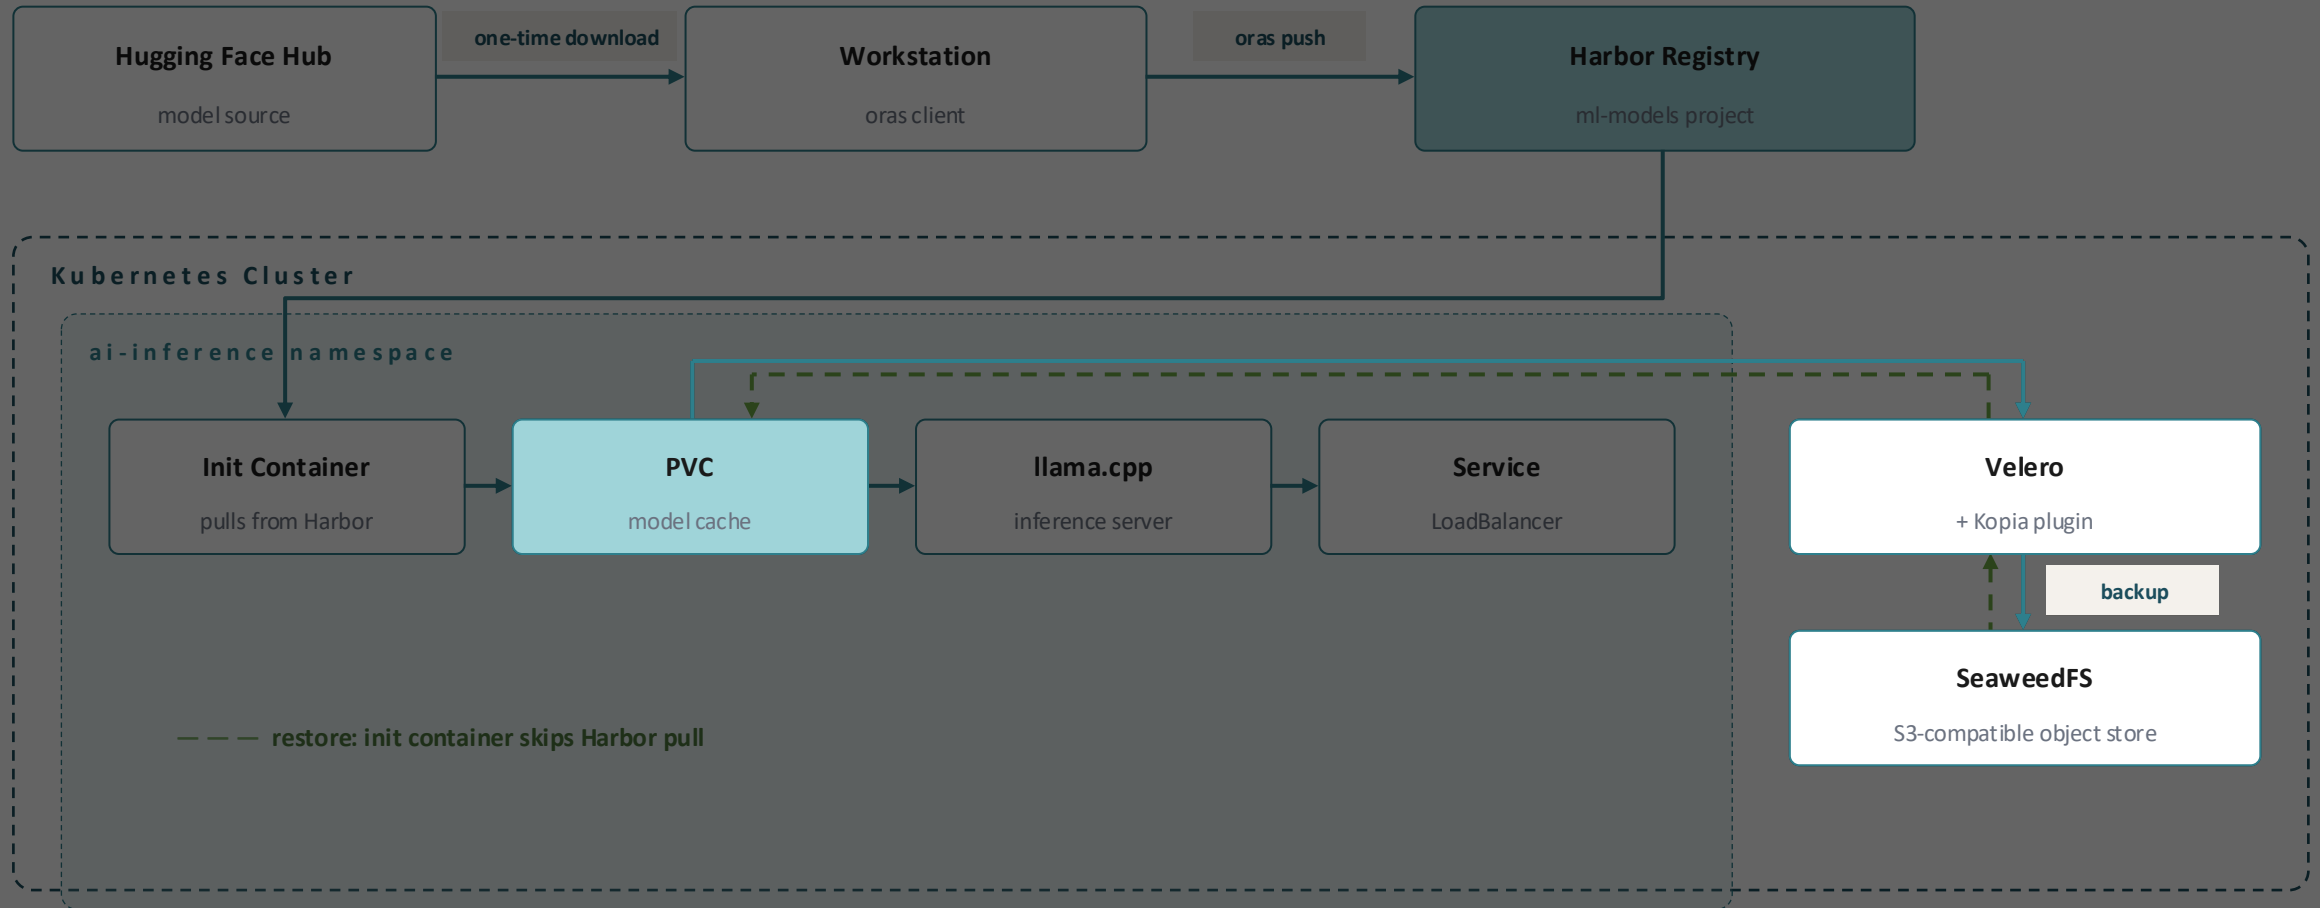 Hugging Face Hub
model source
one-time download
Workstation
oras client
oras push
Harbor Registry
ml-models project
Kubernetes Cluster
ai-inference namespace
Init Container
pulls from Harbor
PVC
model cache
llama.cpp
inference server
Service
LoadBalancer
Velero
+ Kopia plugin
backup
SeaweedFS
S3-compatible object store
restore: init container skips Harbor pull